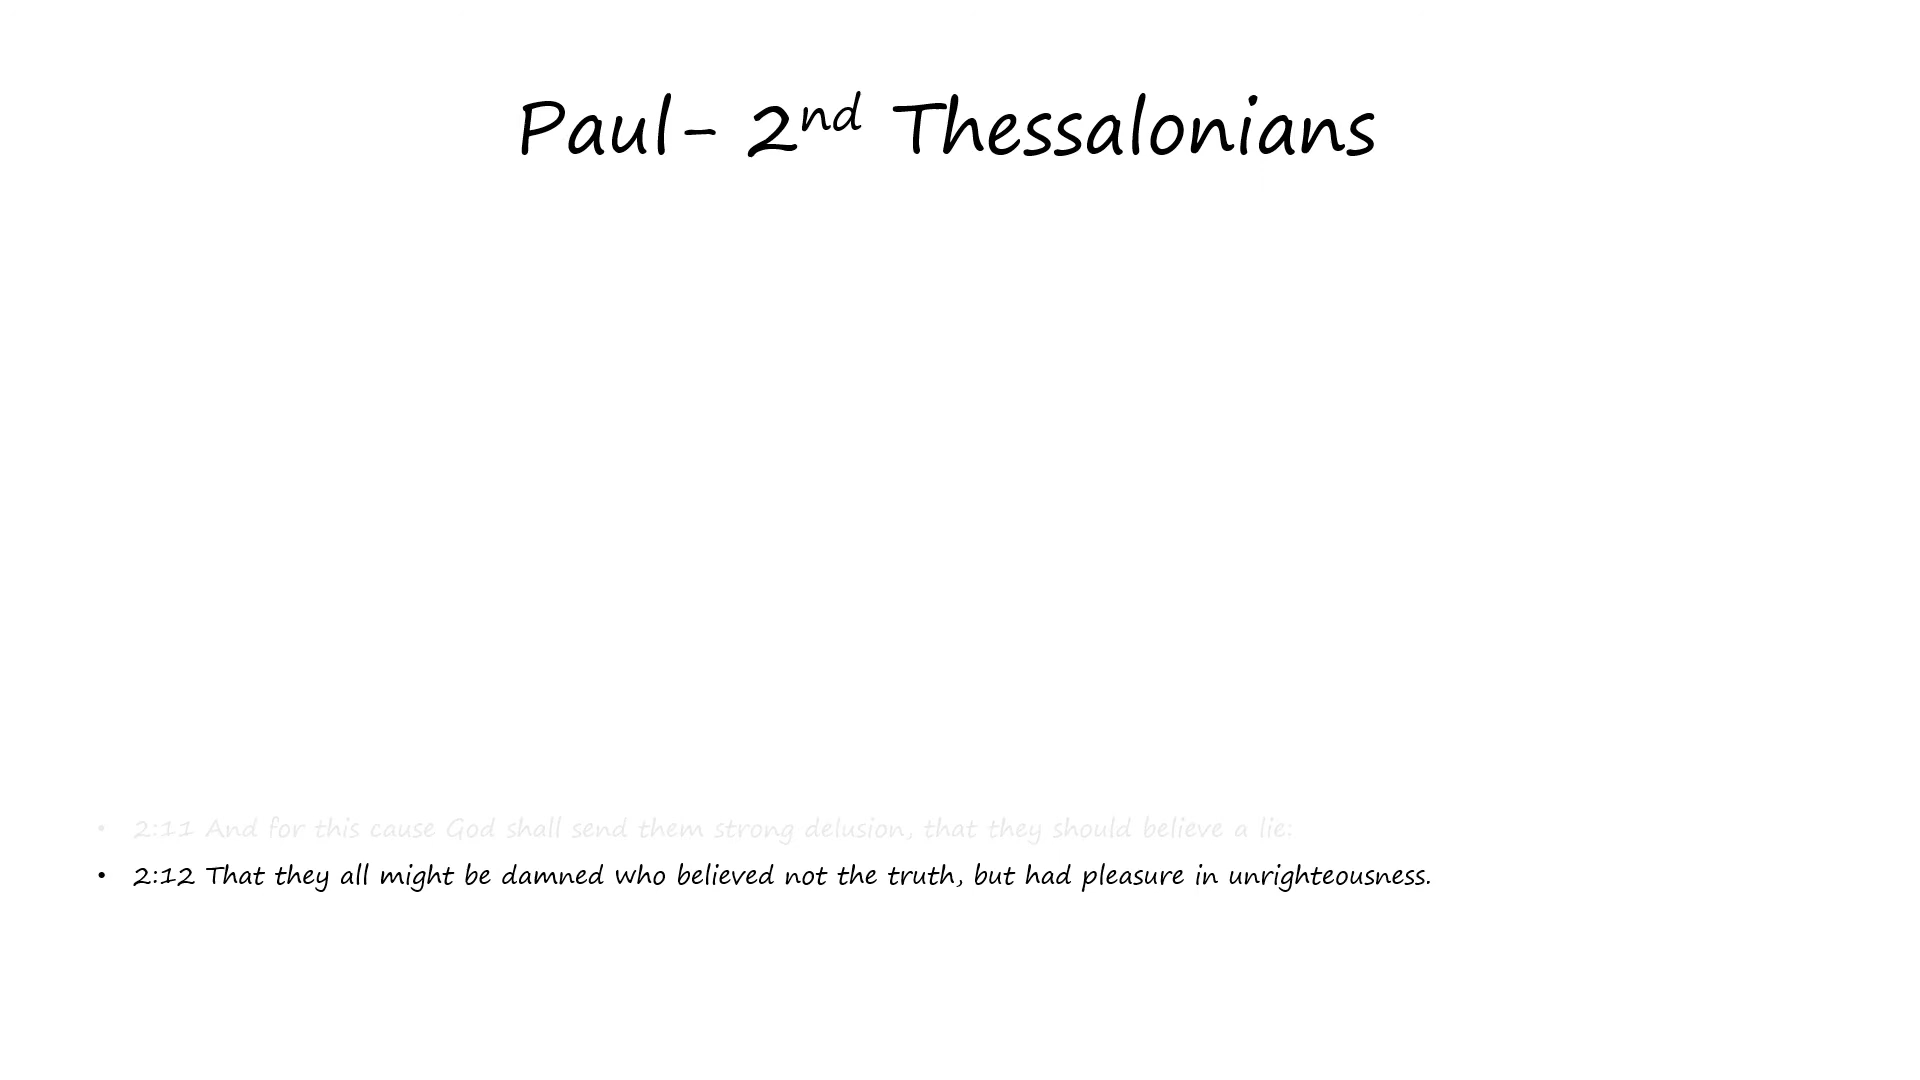 Paul- 2nd Thessalonians
• 2:11 And for this cause God shall send them strong delusion, that they should believe a lie:
• 2:12 That they all might be damned who believed not the truth, but had pleasure in unrighteousness.